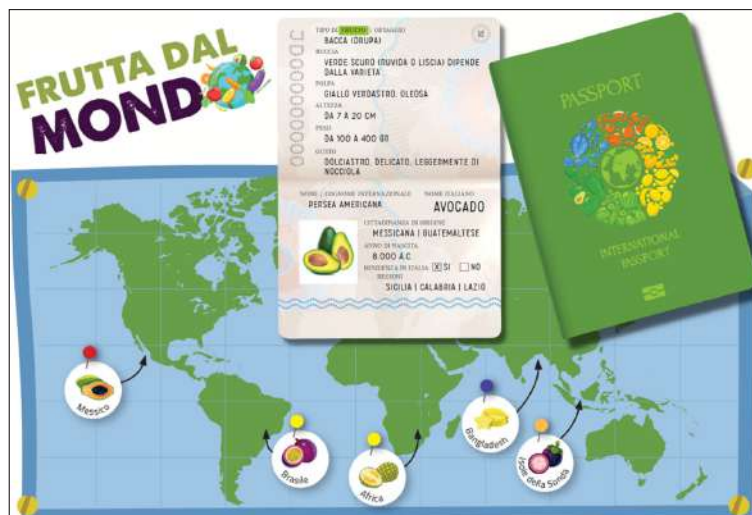 FRUTTA DAL
MONDO
TIPO DI FRUTTO / ORTAGGIO
BACCA (DRUPA)
BUCCIA
VERDE SCURO (RUVIDA O LISCIA) DIPENDE
DALLA VARIETÀ
POLPA
GIALLO VERDASTRO, OLEOSA
ALTEZZA
DA 7 A 20 CM
PESO
DA 100 A 400 GR
GUSTO
DOLCIASTRO, DELICATO, LEGGERMENTE DI
NOCCIOLA
NOME / COGNOME INTERNAZIONALE
NOME ITALIANO
PERSEA AMERICANA
AVOCADO
CITTADINANZA DI ORIGINE
MESSICANA | GUATEMALTESE
ANNO DI NASCITA
8.000 A.C
RESIDENZA IN ITALIA X SI NO
REGIONI
SICILIA | CALABRIA | LAZIO
PASSPORT
INTERNATIONAL
PASSPORT
Messico
Brasile
Africa
Bangladesh
Isole della Sonda